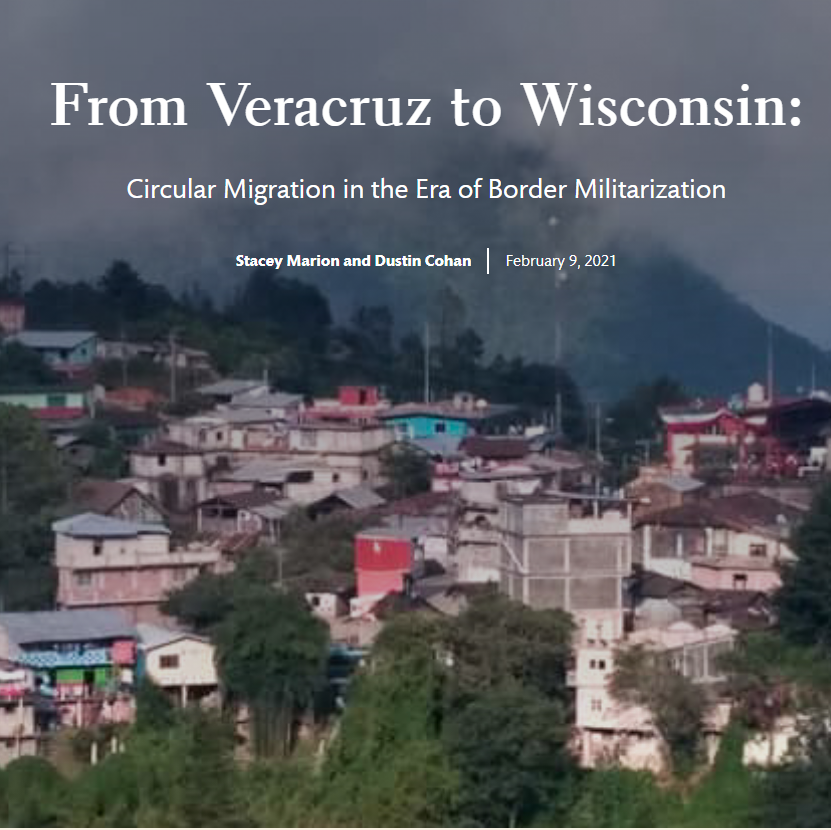 From Veracruz to Wisconsin:
Circular Migration in the Era of Border Militarization
Stacey Marion and Dustin Cohan | February 9, 2021